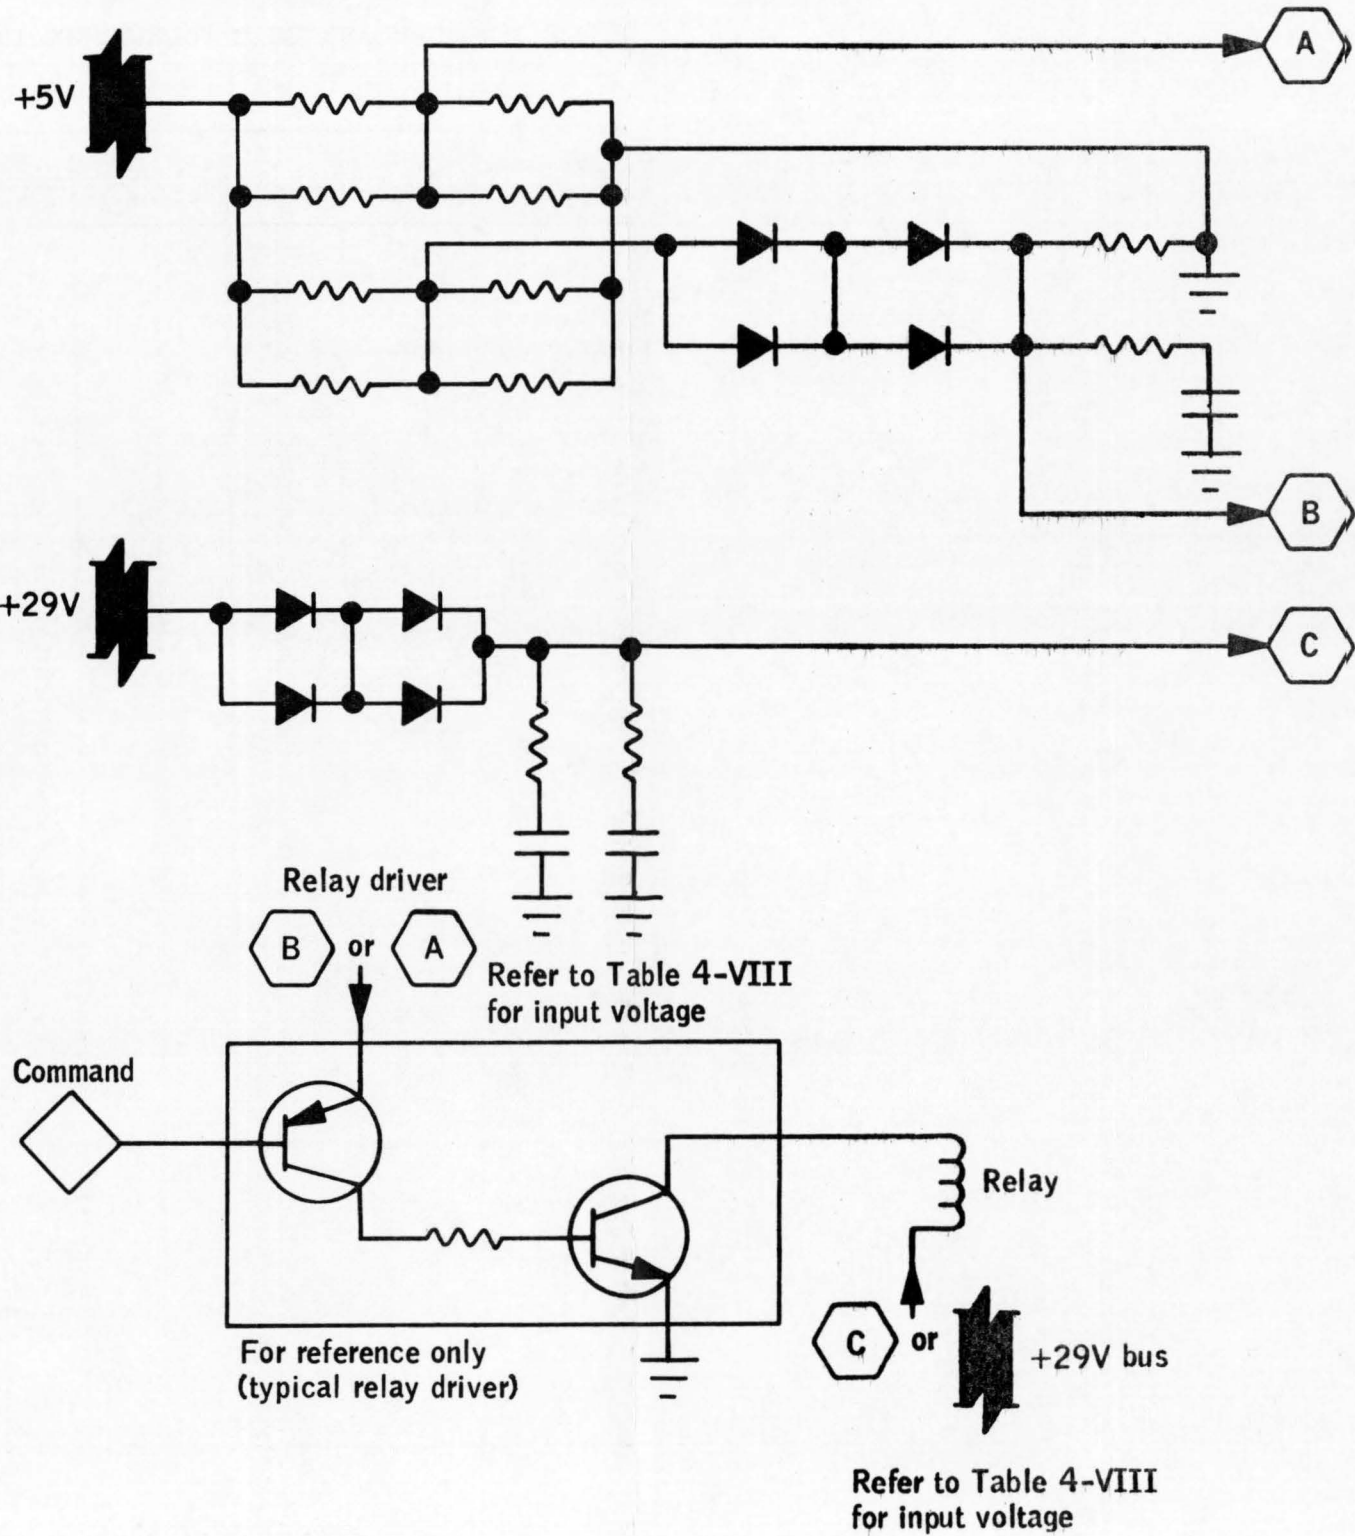 A
+5V
B
+29V
C
Relay driver
B or A
Refer to Table 4-VIII
for input voltage
Command
Relay
For reference only
(typical relay driver)
C or
+29V bus
Refer to Table 4-VIII
for input voltage